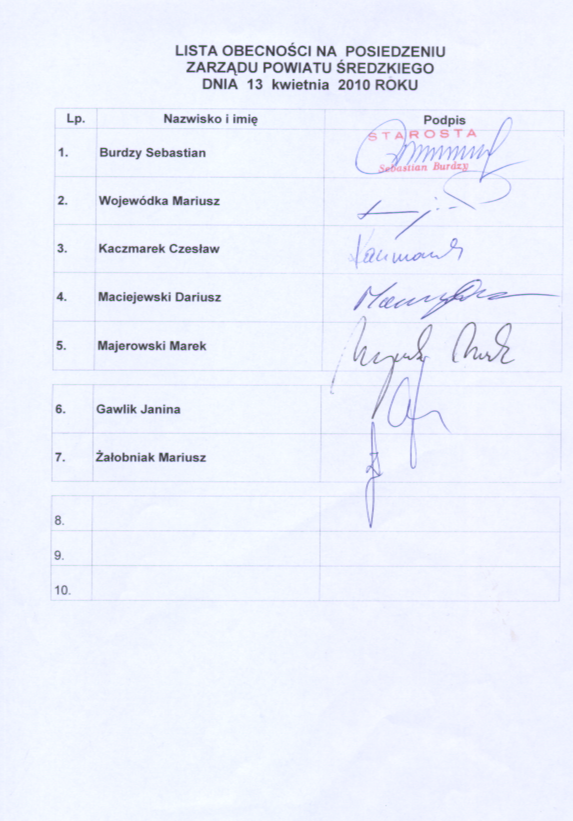 LISTA OBECNOŚCI NA POSIEDZENIU
ZARZĄDU POWIATU ŚREDZKIEGO
DNIA 13 kwietnia 2010 ROKU
Lp. Nazwisko i imię Podpis
STAROSTA
1. Burdzy Sebastian
Sebastian Burdzy
2. Wojewódka Mariusz
3. Kaczmarek Czesław
4. Maciejewski Dariusz
5. Majerowski Marek
6. Gawlik Janina
7. Żałobniak Mariusz
8.
9.
10.